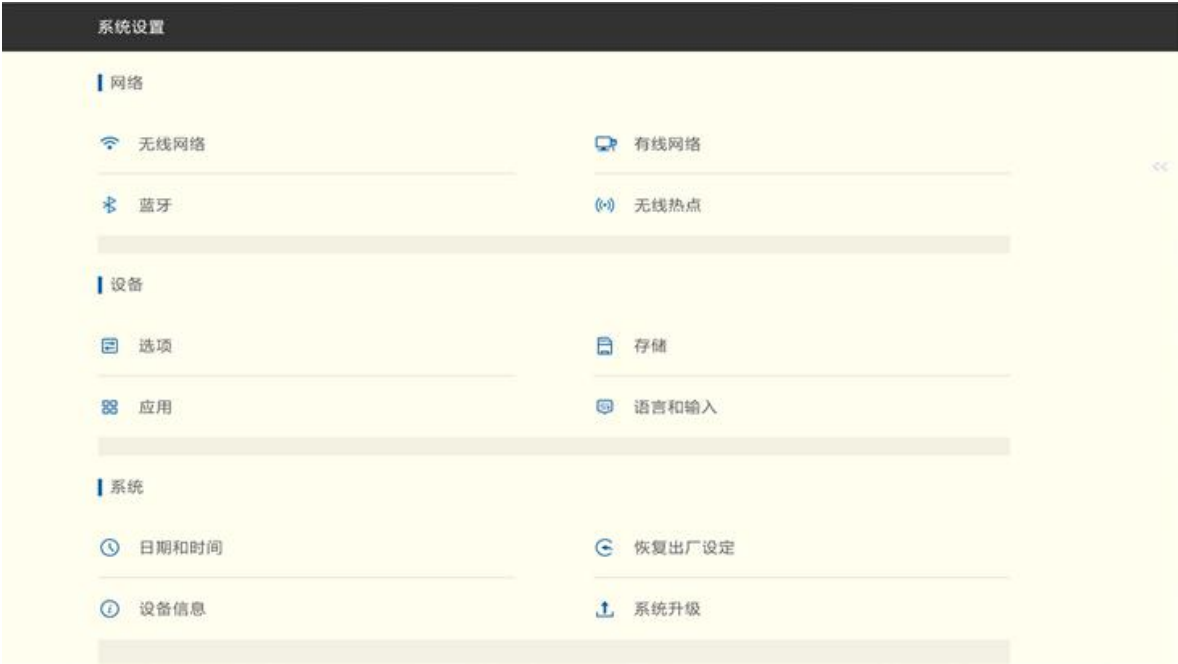 系统设置
网络
无线网络 有线网络
蓝牙 无线热点
设备
选项 存储
应用 语言和输入
系统
日期和时间 恢复出厂设定
设备信息 系统升级